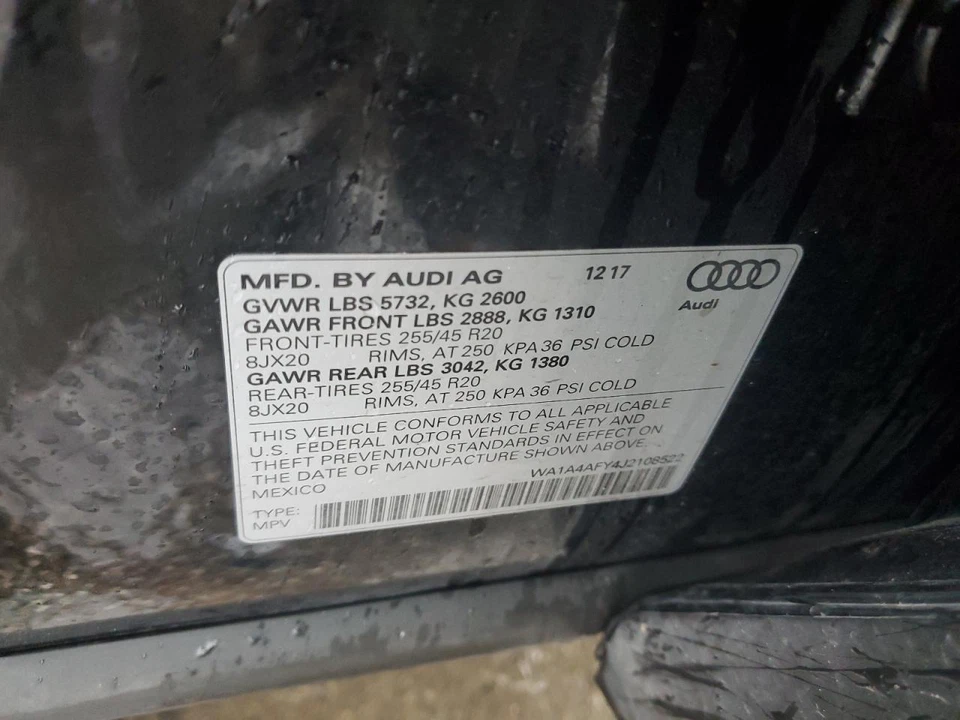 MFD. BY AUDI AG 12 17
Audi
GVWR LBS 5732, KG 2600
GAWR FRONT LBS 2888, KG 1310
FRONT-TIRES 255/45 R20
8JX20 RIMS, AT 250 KPA 36 PSI COLD
GAWR REAR LBS 3042, KG 1380
REAR-TIRES 255/45 R20
8JX20 RIMS, AT 250 KPA 36 PSI COLD
THIS VEHICLE CONFORMS TO ALL APPLICABLE
U.S. FEDERAL MOTOR VEHICLE SAFETY AND
THEFT PREVENTION STANDARDS IN EFFECT ON
THE DATE OF MANUFACTURE SHOWN ABOVE.
MEXICO WA1A4AFY4J2108522
TYPE:
MPV